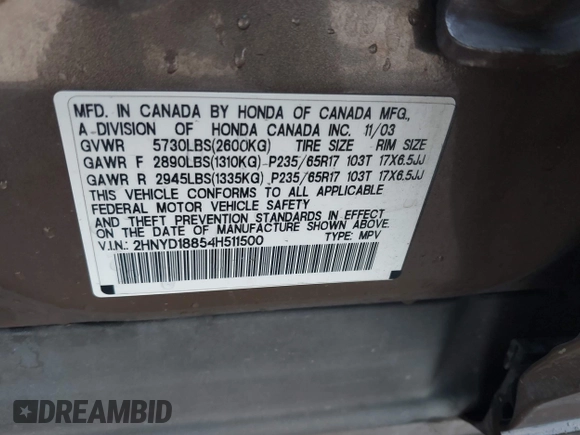 MFD. IN CANADA BY HONDA OF CANADA MFG.,
A DIVISION OF HONDA CANADA INC. 11/03
GVWR 5730LBS(2600KG) TIRE SIZE RIM SIZE
GAWR F 2890LBS(1310KG) P235/65R17 103T 17X6.5JJ
GAWR R 2945LBS(1335KG) P235/65R17 103T 17X6.5JJ
THIS VEHICLE CONFORMS TO ALL APPLICABLE
FEDERAL MOTOR VEHICLE SAFETY
AND THEFT PREVENTION STANDARDS IN EFFECT
ON THE DATE OF MANUFACTURE SHOWN ABOVE.
V.I.N.: 2HNYD18854H511500 TYPE: MPV
DREAMBID